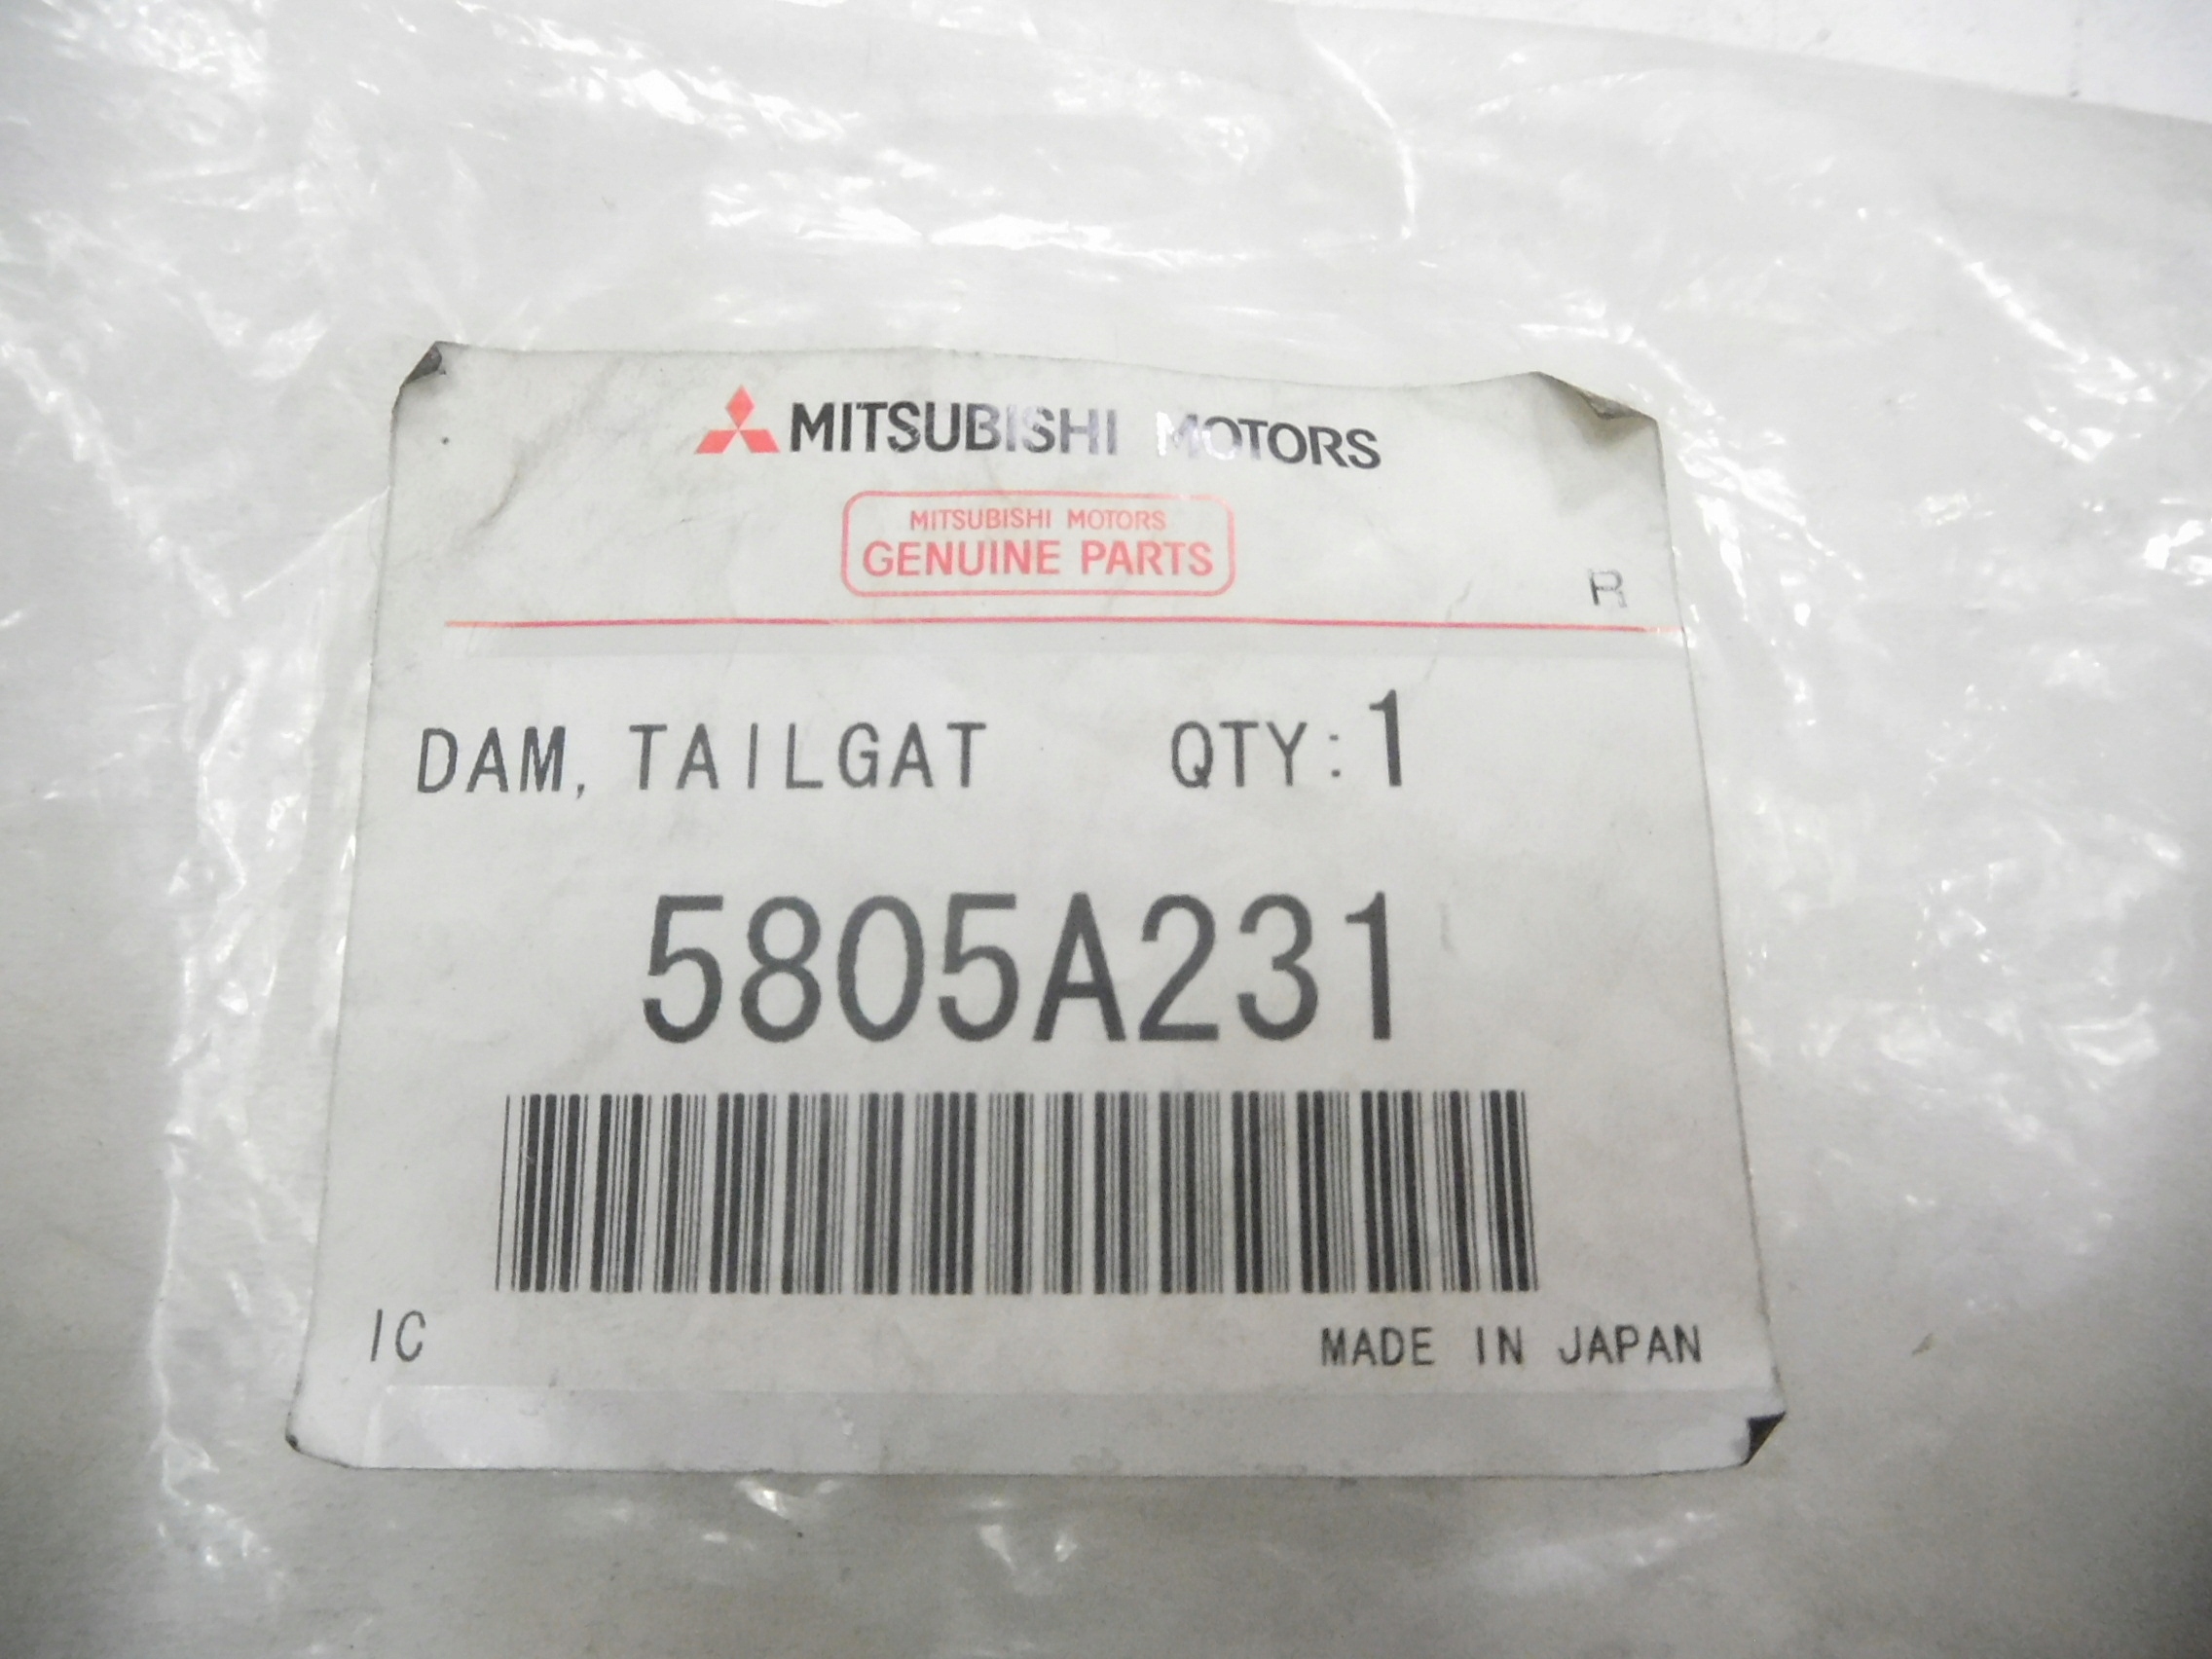 MITSUBISHI MOTORS
MITSUBISHI MOTORS
GENUINE PARTS
R
DAM, TAILGAT QTY:1
5805A231
IC MADE IN JAPAN